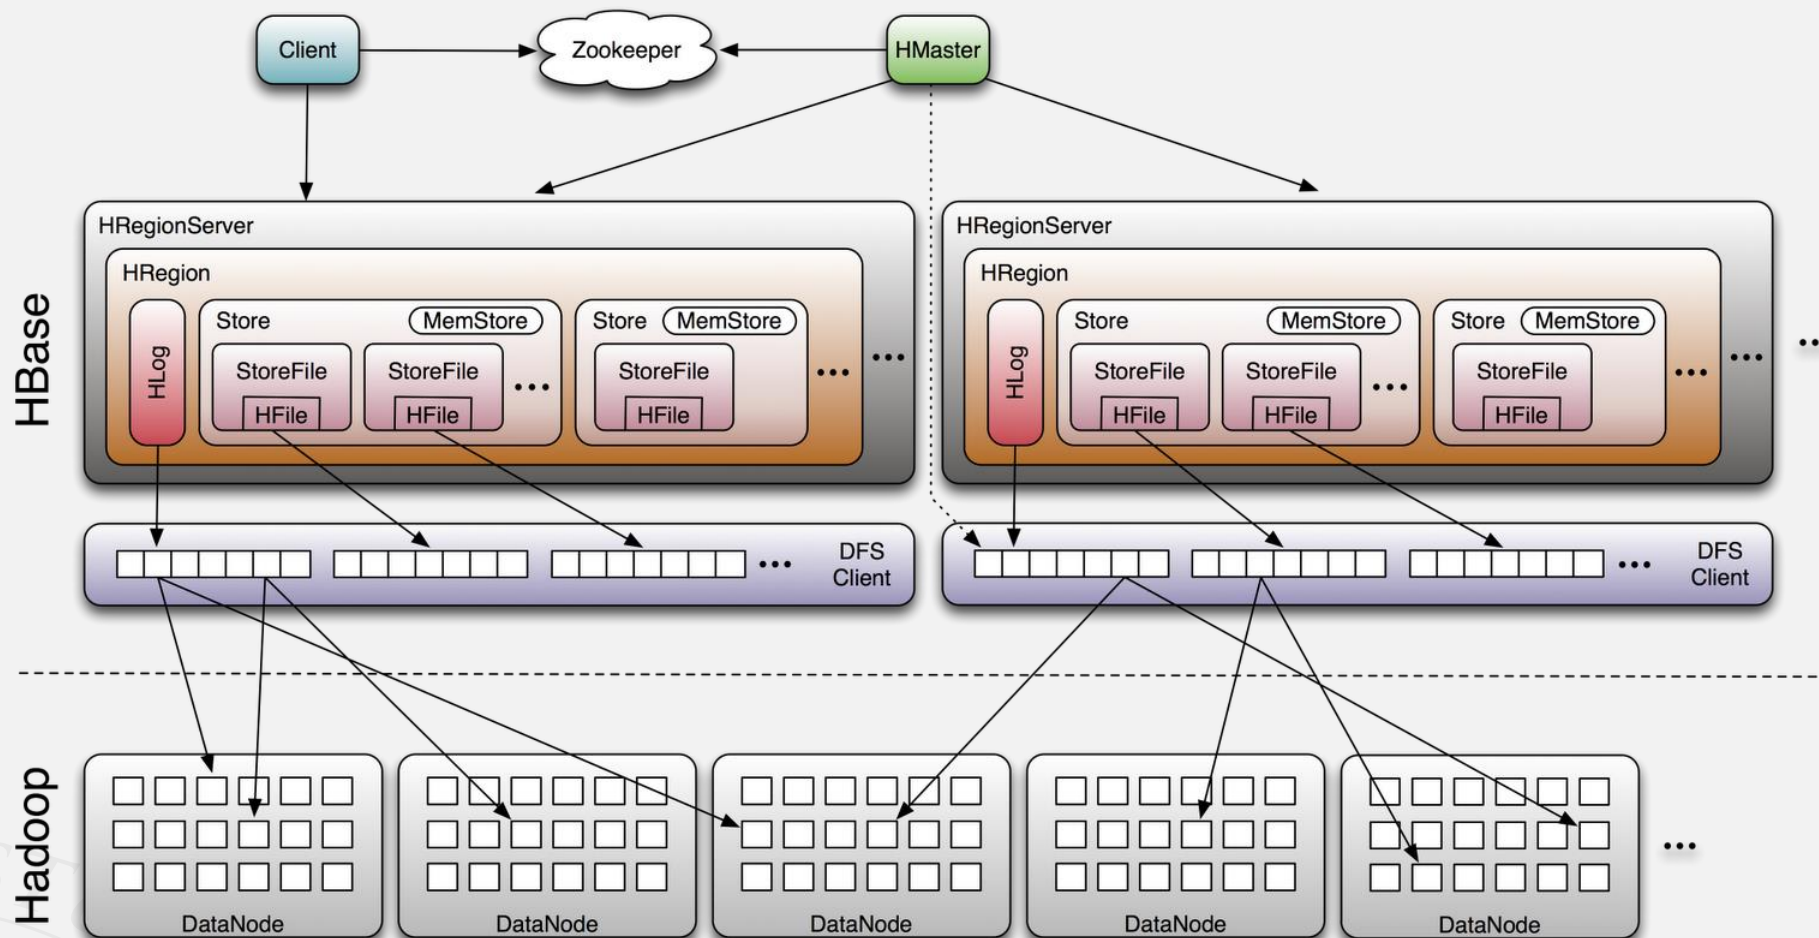 Client
Zookeeper
HMaster
HBase
HRegionServer
HRegion
HLog
Store
MemStore
StoreFile
HFile
StoreFile
HFile
...
Store
MemStore
StoreFile
HFile
...
...
HRegionServer
HRegion
HLog
Store
MemStore
StoreFile
HFile
StoreFile
HFile
...
Store
MemStore
StoreFile
HFile
...
...
...
DFS
Client
...
DFS
Client
Hadoop
DataNode
DataNode
DataNode
DataNode
DataNode
...